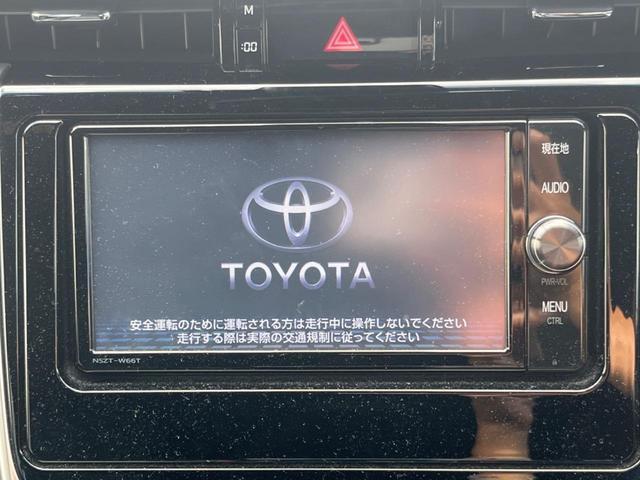 M
:00
現在地
AUDIO
TOYOTA
PWR-VOL
MENU
CTRL
安全運転のために運転される方は走行中に操作しないでください
走行する際は実際の交通規制に従ってください
NSZT-W66T